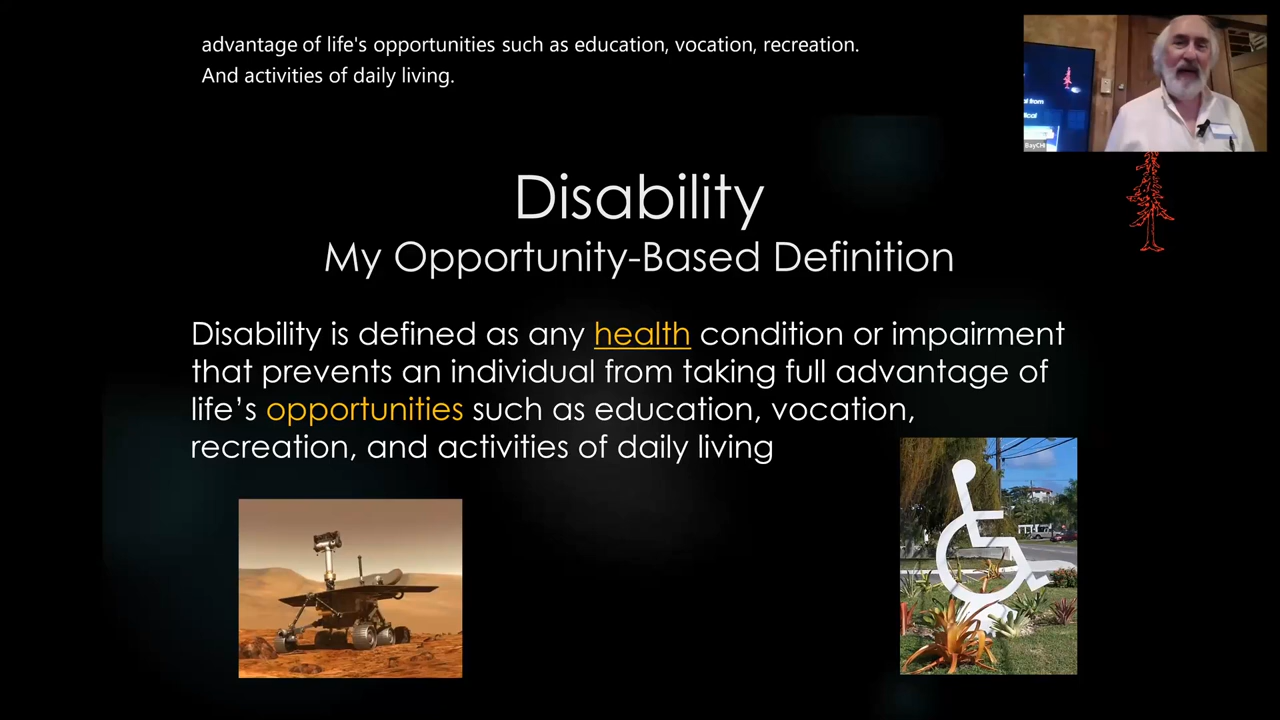 advantage of life's opportunities such as education, vocation, recreation.
And activities of daily living.
Disability
My Opportunity-Based Definition
Disability is defined as any health condition or impairment
that prevents an individual from taking full advantage of
life’s opportunities such as education, vocation,
recreation, and activities of daily living
BayCHI